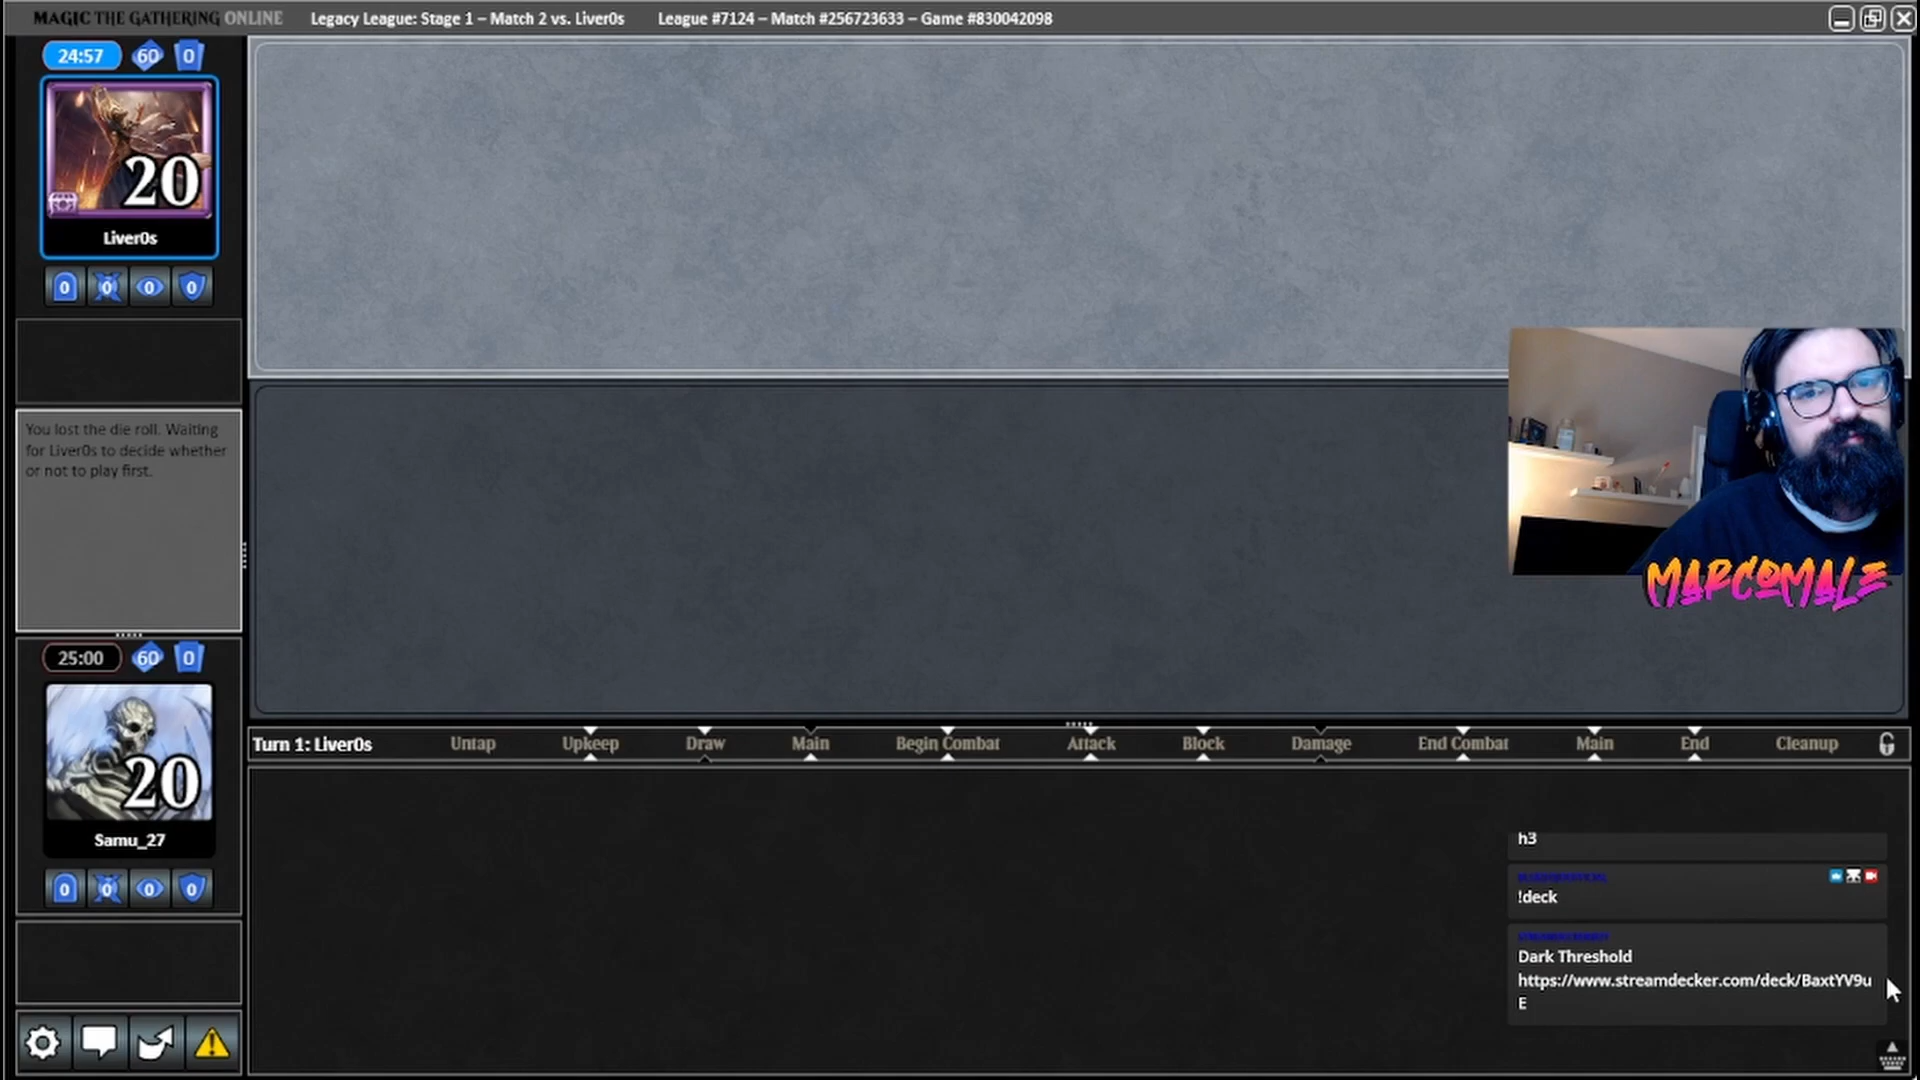 MAGIC THE GATHERING ONLINE
Legacy League: Stage 1 – Match 2 vs. Liver0s
League #7124 – Match #256723633 – Game #830042098
24:57
60
0
20
Liver0s
0
0
0
0
You lost the die roll. Waiting
for Liver0s to decide whether
or not to play first.
MARCOMALE
25:00
60
0
20
Samu_27
0
0
0
0
Turn 1: Liver0s
Untap
Upkeep
Draw
Main
Begin Combat
Attack
Block
Damage
End Combat
Main
End
Cleanup
h3
!deck
Dark Threshold
https://www.streamdecker.com/deck/BaxtYV9u
E